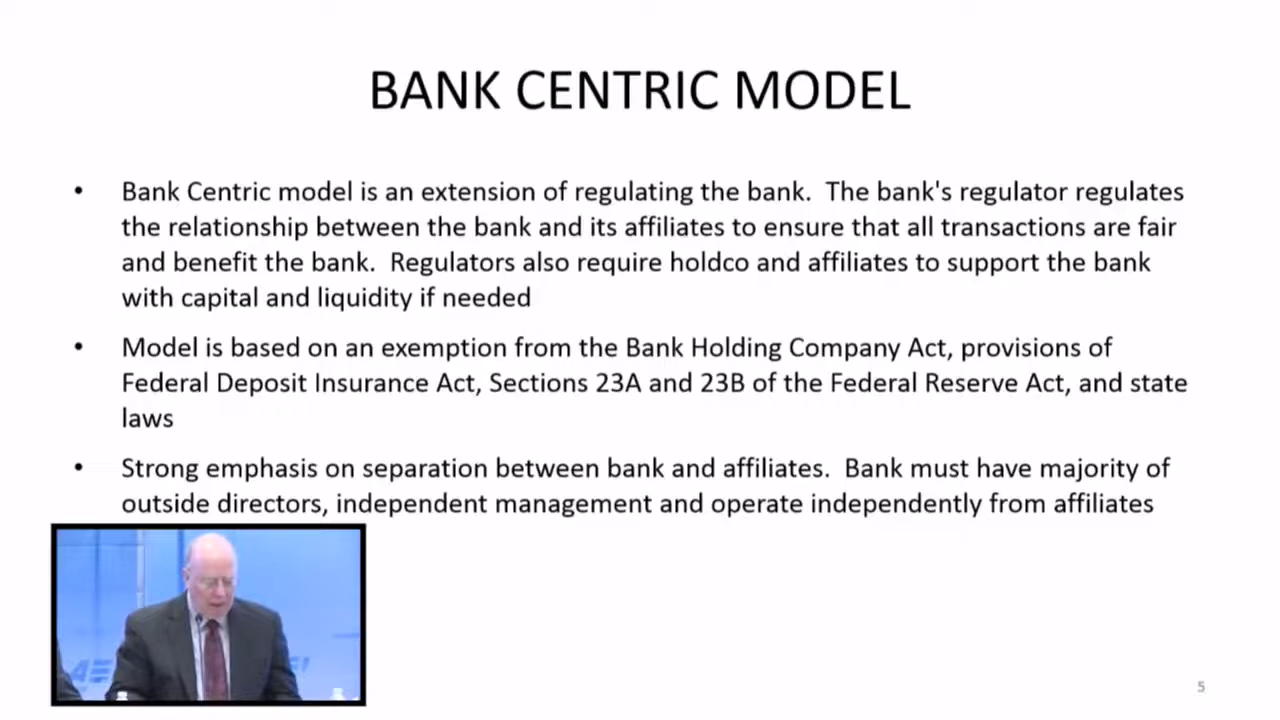 BANK CENTRIC MODEL
• Bank Centric model is an extension of regulating the bank.  The bank's regulator regulates
the relationship between the bank and its affiliates to ensure that all transactions are fair
and benefit the bank.  Regulators also require holdco and affiliates to support the bank
with capital and liquidity if needed
• Model is based on an exemption from the Bank Holding Company Act, provisions of
Federal Deposit Insurance Act, Sections 23A and 23B of the Federal Reserve Act, and state
laws
• Strong emphasis on separation between bank and affiliates.  Bank must have majority of
outside directors, independent management and operate independently from affiliates
5